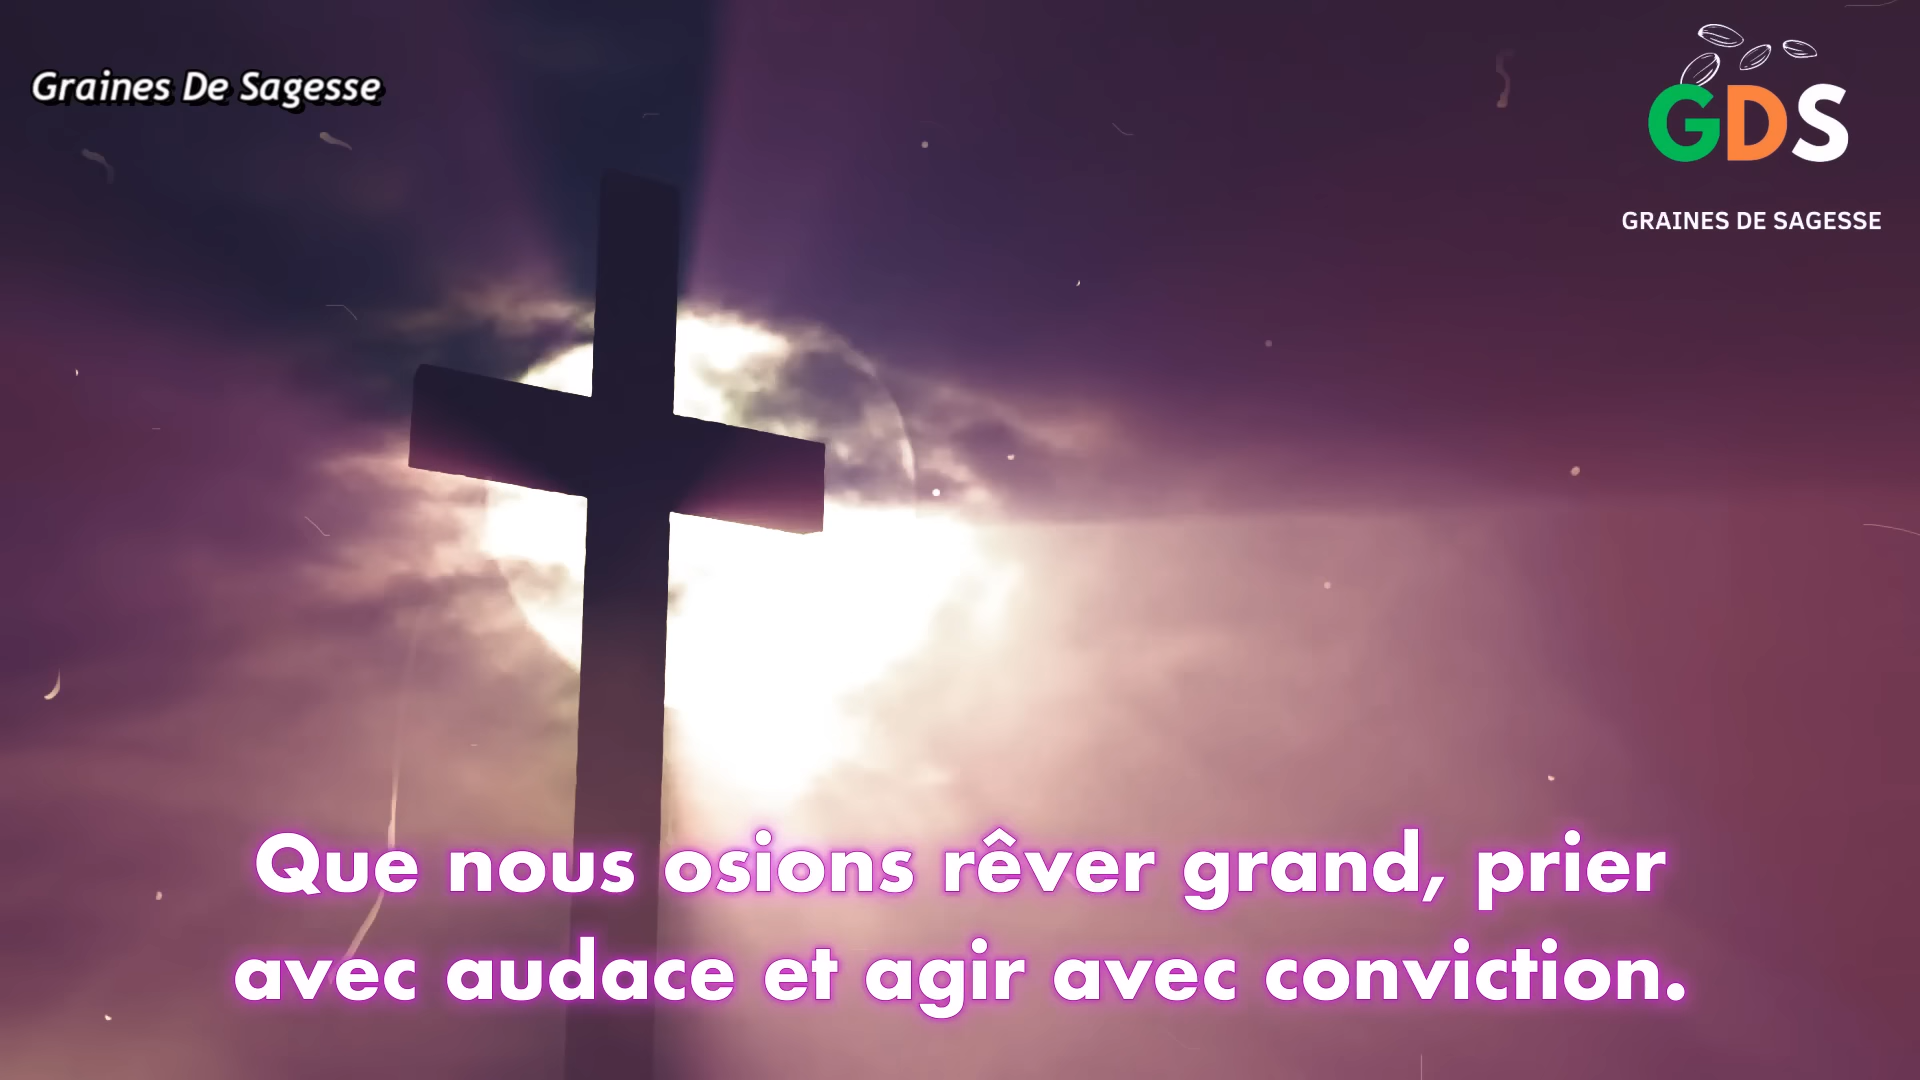 Graines De Sagesse
GDS
GRAINES DE SAGESSE
Que nous osions rêver grand, prier
avec audace et agir avec conviction.